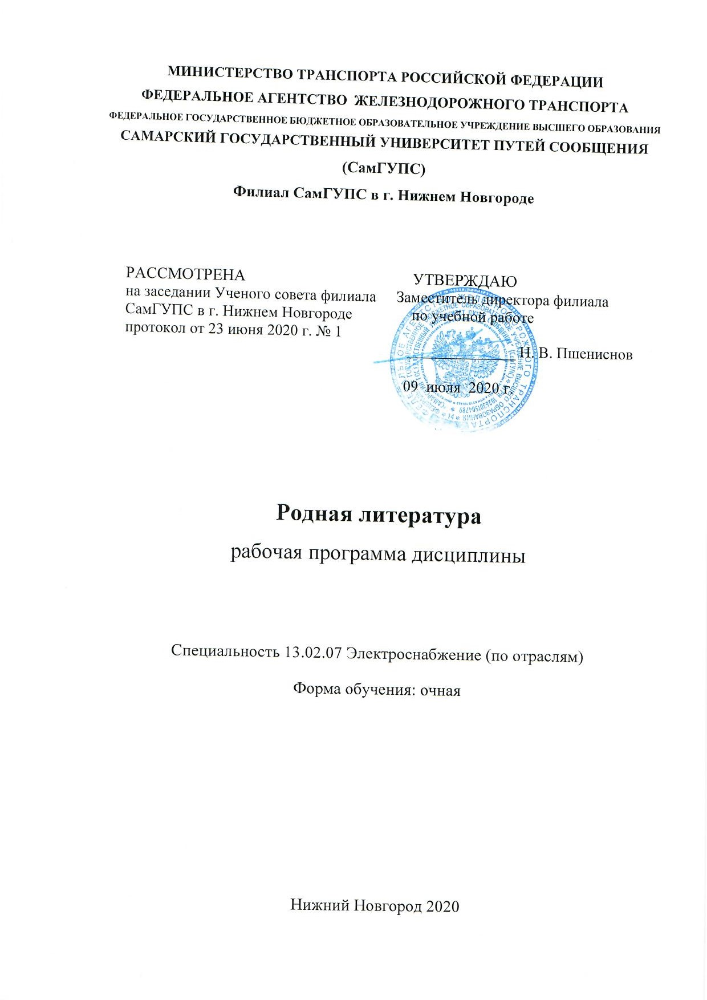 МИНИСТЕРСТВО ТРАНСПОРТА РОССИЙСКОЙ ФЕДЕРАЦИИ
ФЕДЕРАЛЬНОЕ АГЕНТСТВО ЖЕЛЕЗНОДОРОЖНОГО ТРАНСПОРТА
ФЕДЕРАЛЬНОЕ ГОСУДАРСТВЕННОЕ БЮДЖЕТНОЕ ОБРАЗОВАТЕЛЬНОЕ УЧРЕЖДЕНИЕ ВЫСШЕГО ОБРАЗОВАНИЯ
САМАРСКИЙ ГОСУДАРСТВЕННЫЙ УНИВЕРСИТЕТ ПУТЕЙ СООБЩЕНИЯ
(СамГУПС)
Филиал СамГУПС в г. Нижнем Новгороде
РАССМОТРЕНА
на заседании Ученого совета филиала
СамГУПС в г. Нижнем Новгороде
протокол от 23 июня 2020 г. № 1
УТВЕРЖДАЮ
Заместитель директора филиала
по учебной работе
Н. В. Пшениснов
09 июля 2020 г.
Родная литература
рабочая программа дисциплины
Специальность 13.02.07 Электроснабжение (по отраслям)
Форма обучения: очная
Нижний Новгород 2020